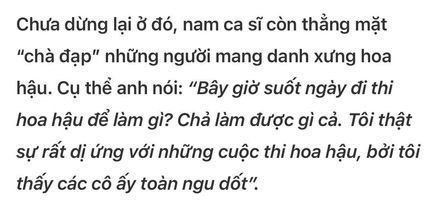 Chưa dừng lại ở đó, nam ca sĩ còn thẳng mặt
“chà đạp” những người mang danh xưng hoa
hậu. Cụ thể anh nói: “Bây giờ suốt ngày đi thi
hoa hậu để làm gì? Chả làm được gì cả. Tôi thật
sự rất dị ứng với những cuộc thi hoa hậu, bởi tôi
thấy các cô ấy toàn ngu dốt”.